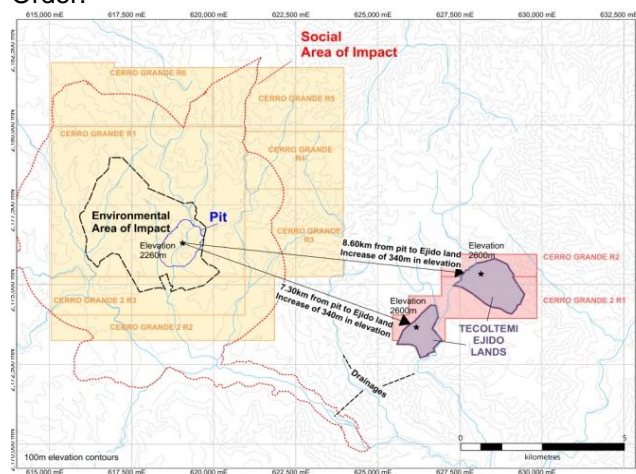 Order.
615,000 mE 617,500 mE 620,000 mE 622,500 mE 625,000 mE 627,500 mE 630,000 mE 632,500 mE
Social
Area of Impact
CERRO GRANDE R6
CERRO GRANDE R5
CERRO GRANDE R1
CERRO GRANDE
R4
Environmental
Area of Impact
Pit
Elevation
2260m
CERRO GRANDE
R3
8.60km from pit to Ejido land
Increase of 340m in elevation
Elevation
2600m
CERRO GRANDE R2
7.30km from pit to Ejido land
Increase of 340m in elevation
CERRO GRANDE 2 R3
CERRO GRANDE 2 R1
Elevation
2600m
CERRO GRANDE 2 R2
TECOLTEMI
EJIDO
LANDS
Drainages
100m elevation contours
0 5
kilometres
615,000 mE 617,500 mE 620,000 mE 622,500 mE 625,000 mE 627,500 mE 630,000 mE